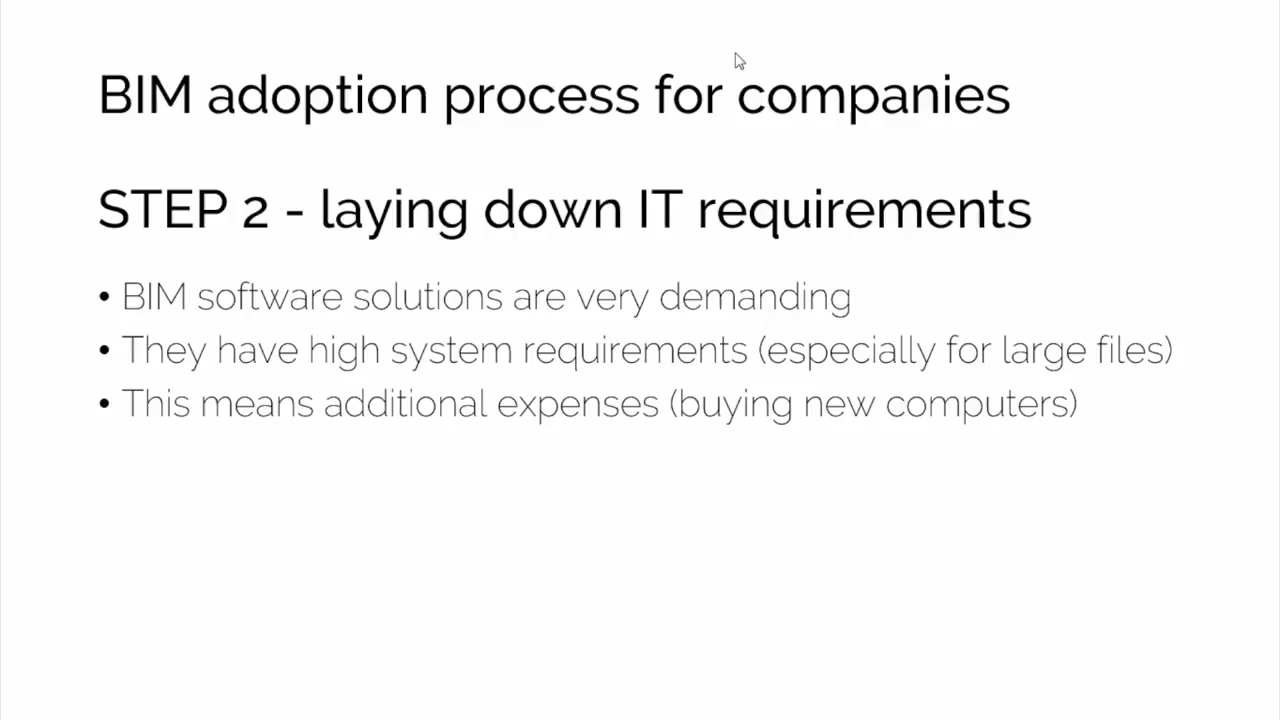 BIM adoption process for companies
STEP 2 - laying down IT requirements
• BIM software solutions are very demanding
• They have high system requirements (especially for large files)
• This means additional expenses (buying new computers)